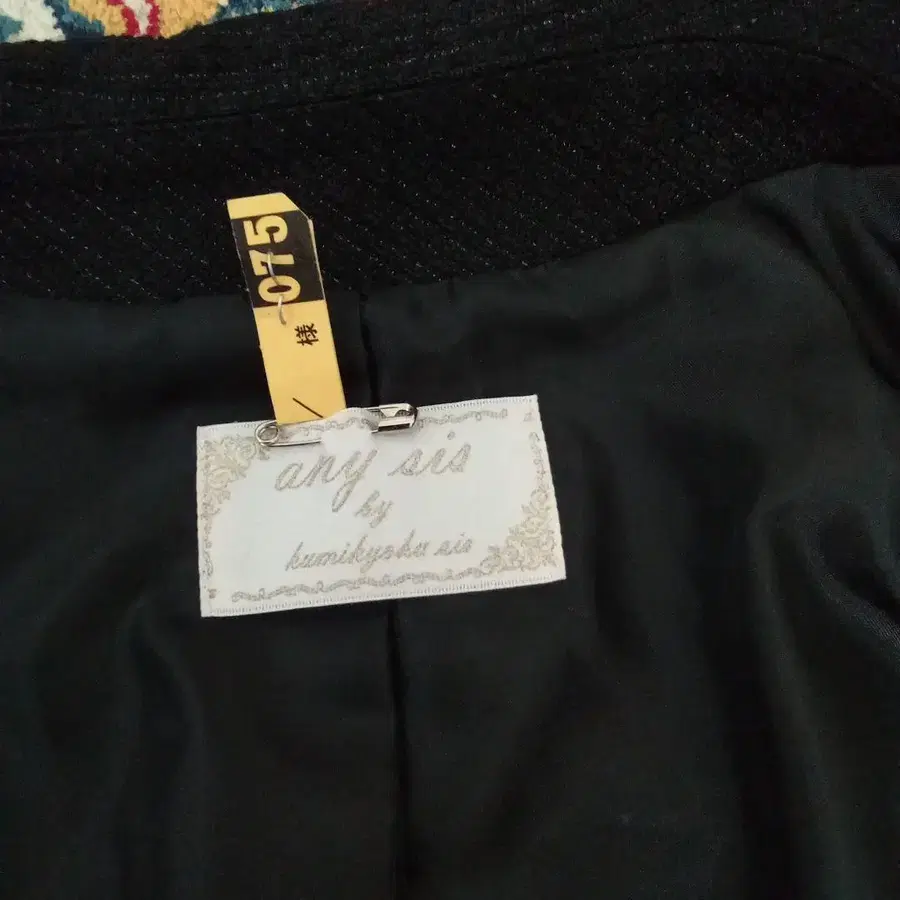 075
様
any sis
by
kumikyoku sis